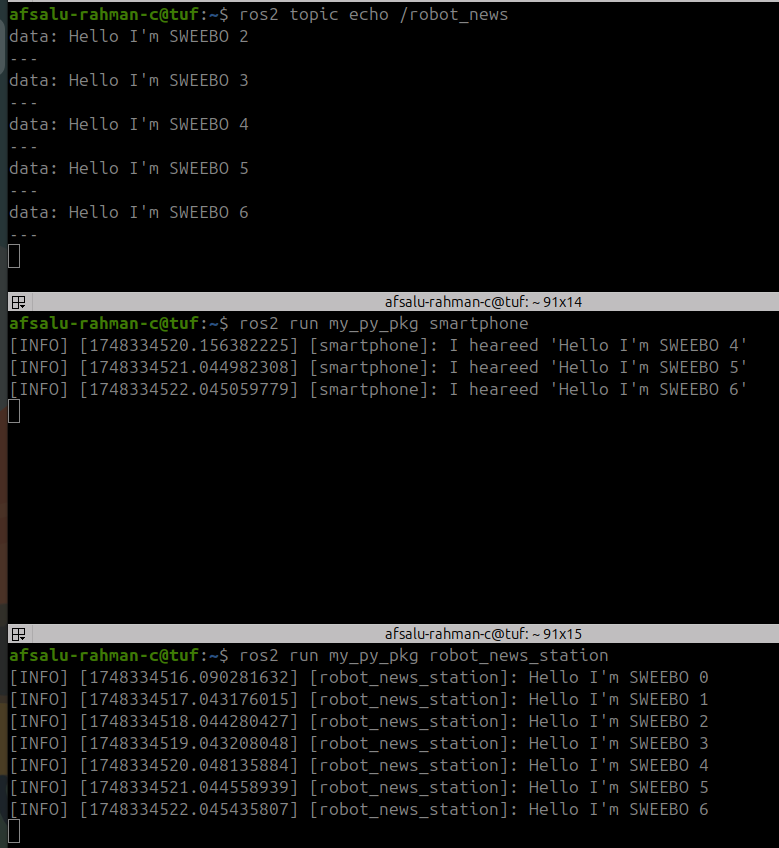 afsalu-rahman-c@tuf:~$ ros2 topic echo /robot_news
data: Hello I'm SWEEBO 2
---
data: Hello I'm SWEEBO 3
---
data: Hello I'm SWEEBO 4
---
data: Hello I'm SWEEBO 5
---
data: Hello I'm SWEEBO 6
---
afsalu-rahman-c@tuf: ~ 91x14
afsalu-rahman-c@tuf:~$ ros2 run my_py_pkg smartphone
[INFO] [1748334520.156382225] [smartphone]: I heareed 'Hello I'm SWEEBO 4'
[INFO] [1748334521.044982308] [smartphone]: I heareed 'Hello I'm SWEEBO 5'
[INFO] [1748334522.045059779] [smartphone]: I heareed 'Hello I'm SWEEBO 6'
afsalu-rahman-c@tuf: ~ 91x15
afsalu-rahman-c@tuf:~$ ros2 run my_py_pkg robot_news_station
[INFO] [1748334516.090281632] [robot_news_station]: Hello I'm SWEEBO 0
[INFO] [1748334517.043176015] [robot_news_station]: Hello I'm SWEEBO 1
[INFO] [1748334518.044280427] [robot_news_station]: Hello I'm SWEEBO 2
[INFO] [1748334519.043208048] [robot_news_station]: Hello I'm SWEEBO 3
[INFO] [1748334520.048135884] [robot_news_station]: Hello I'm SWEEBO 4
[INFO] [1748334521.044558939] [robot_news_station]: Hello I'm SWEEBO 5
[INFO] [1748334522.045435807] [robot_news_station]: Hello I'm SWEEBO 6